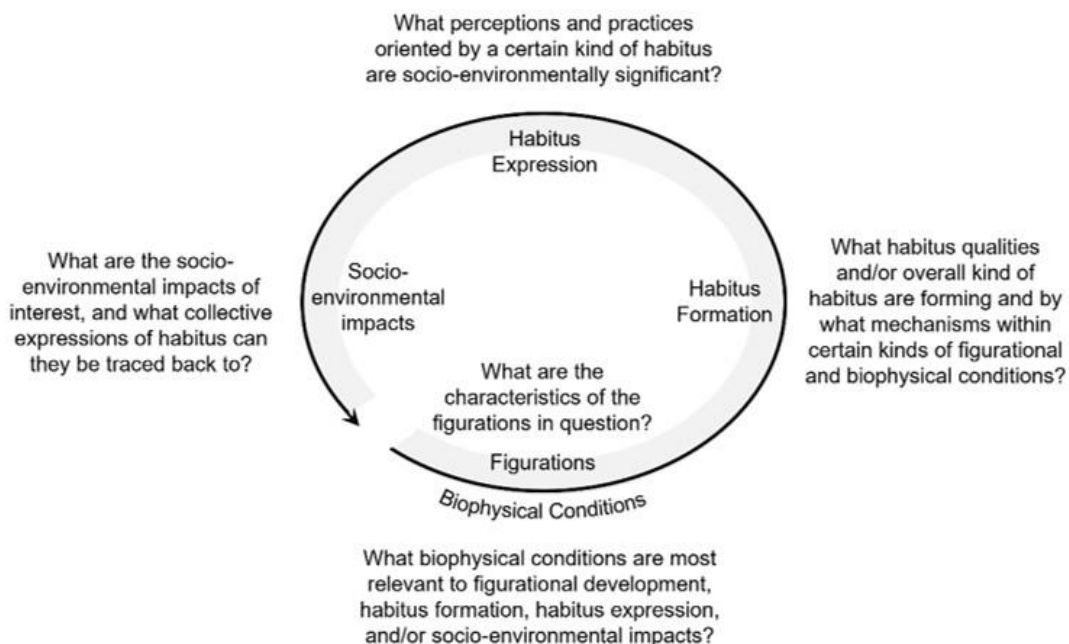 What perceptions and practices
oriented by a certain kind of habitus
are socio-environmentally significant?
Habitus
Expression
What are the socio-
environmental impacts of
interest, and what collective
expressions of habitus can
they be traced back to?
Socio-
environmental
impacts
Habitus
Formation
What habitus qualities
and/or overall kind of
habitus are forming and by
what mechanisms within
certain kinds of figurational
and biophysical conditions?
What are the
characteristics of the
figurations in question?
Figurations
Biophysical Conditions
What biophysical conditions are most
relevant to figurational development,
habitus formation, habitus expression,
and/or socio-environmental impacts?